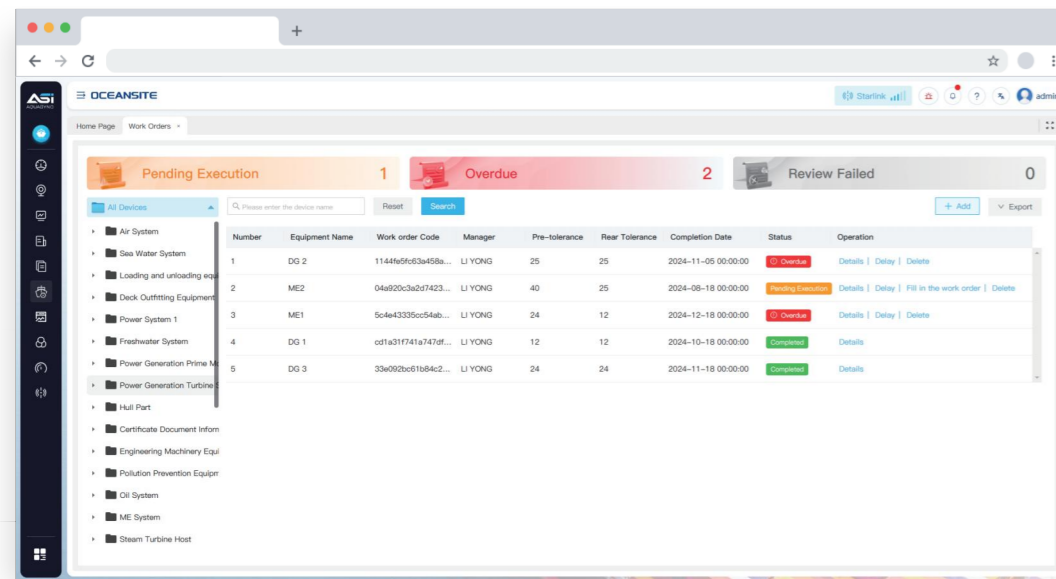 ASi
AQUADYNE
OCEANSITE
Starlink
?
admin
Home Page Work Orders
Pending Execution 1
Overdue 2
Review Failed 0
All Devices
Please enter the device name
Reset Search
+ Add
Export
Number Equipment Name Work order Code Manager Pre-tolerance Rear Tolerance Completion Date Status Operation
1 DG 2 1144fe5fc63a458a... LI YONG 25 25 2024-11-05 00:00:00 Overdue Details | Delay | Delete
2 ME2 04a920c3a2d7423... LI YONG 40 25 2024-08-18 00:00:00 Pending Execution Details | Delay | Fill in the work order | Delete
3 ME1 5c4e43335cc54ab... LI YONG 24 12 2024-12-18 00:00:00 Overdue Details | Delay | Delete
4 DG 1 cd1a31f741a747df... LI YONG 12 12 2024-10-18 00:00:00 Completed Details
5 DG 3 33e092bc61b84c2... LI YONG 24 24 2024-11-18 00:00:00 Completed Details
Air System
Sea Water System
Loading and unloading equi
Deck Outfitting Equipment
Power System 1
Freshwater System
Power Generation Prime Mo
Power Generation Turbine S
Hull Part
Certificate Document Inform
Engineering Machinery Equi
Pollution Prevention Equipm
Oil System
ME System
Steam Turbine Host